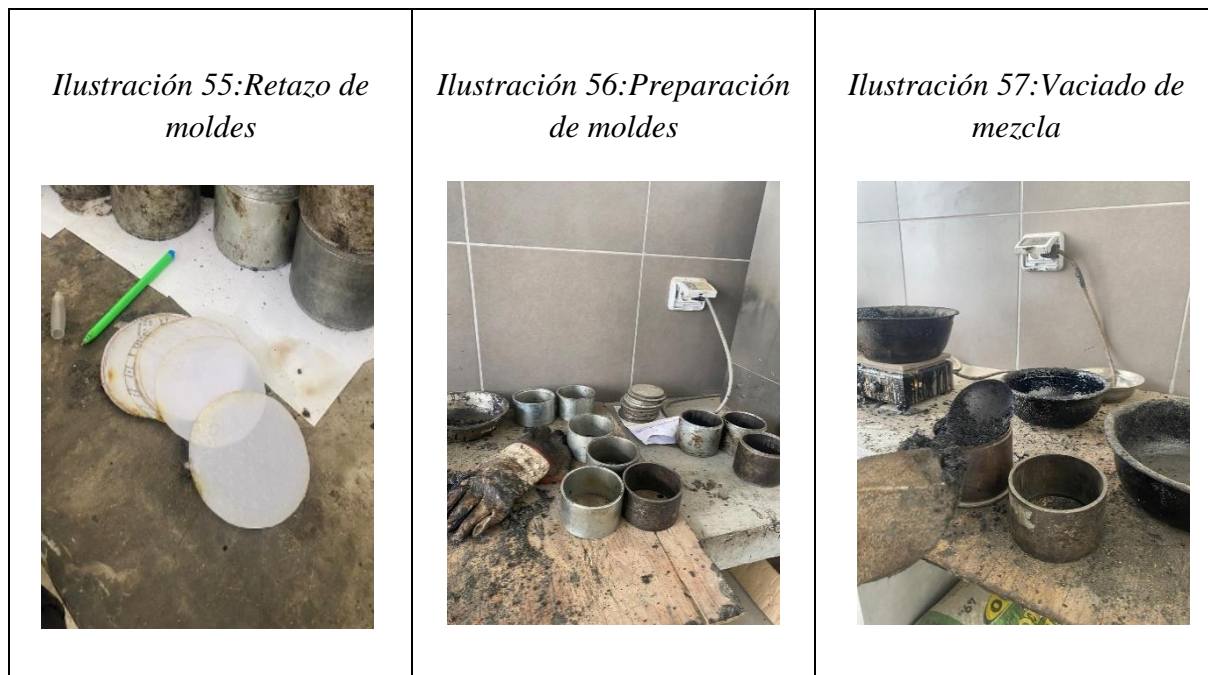 Ilustración 55:Retazo de
moldes
Ilustración 56:Preparación
de moldes
Ilustración 57:Vaciado de
mezcla